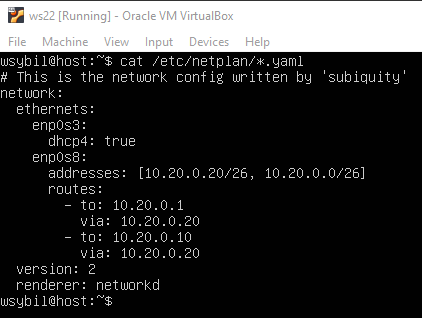 ws22 [Running] - Oracle VM VirtualBox
File Machine View Input Devices Help
wsybil@host:~$ cat /etc/netplan/*.yaml
# This is the network config written by 'subiquity'
network:
  ethernets:
    enp0s3:
      dhcp4: true
    enp0s8:
      addresses: [10.20.0.20/26, 10.20.0.0/26]
      routes:
        - to: 10.20.0.1
          via: 10.20.0.20
        - to: 10.20.0.10
          via: 10.20.0.20
  version: 2
  renderer: networkd
wsybil@host:~$